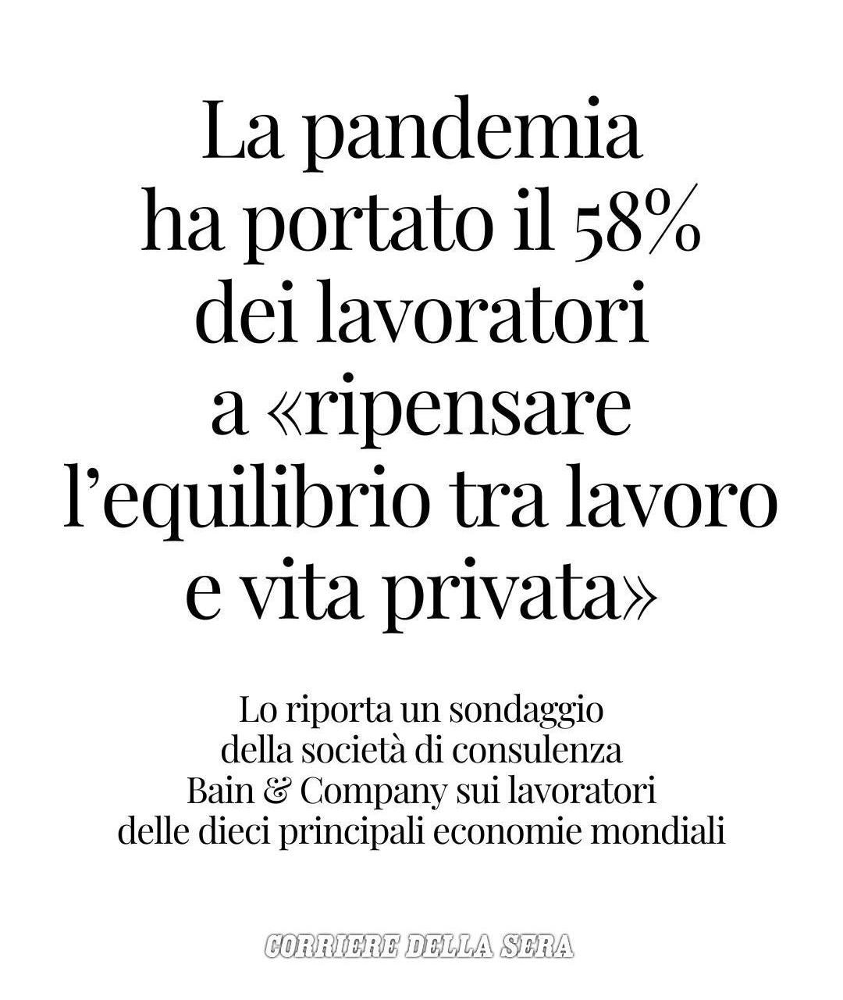 La pandemia
ha portato il 58%
dei lavoratori
a «ripensare
l’equilibrio tra lavoro
e vita privata»
Lo riporta un sondaggio
della società di consulenza
Bain & Company sui lavoratori
delle dieci principali economie mondiali
CORRIERE DELLA SERA